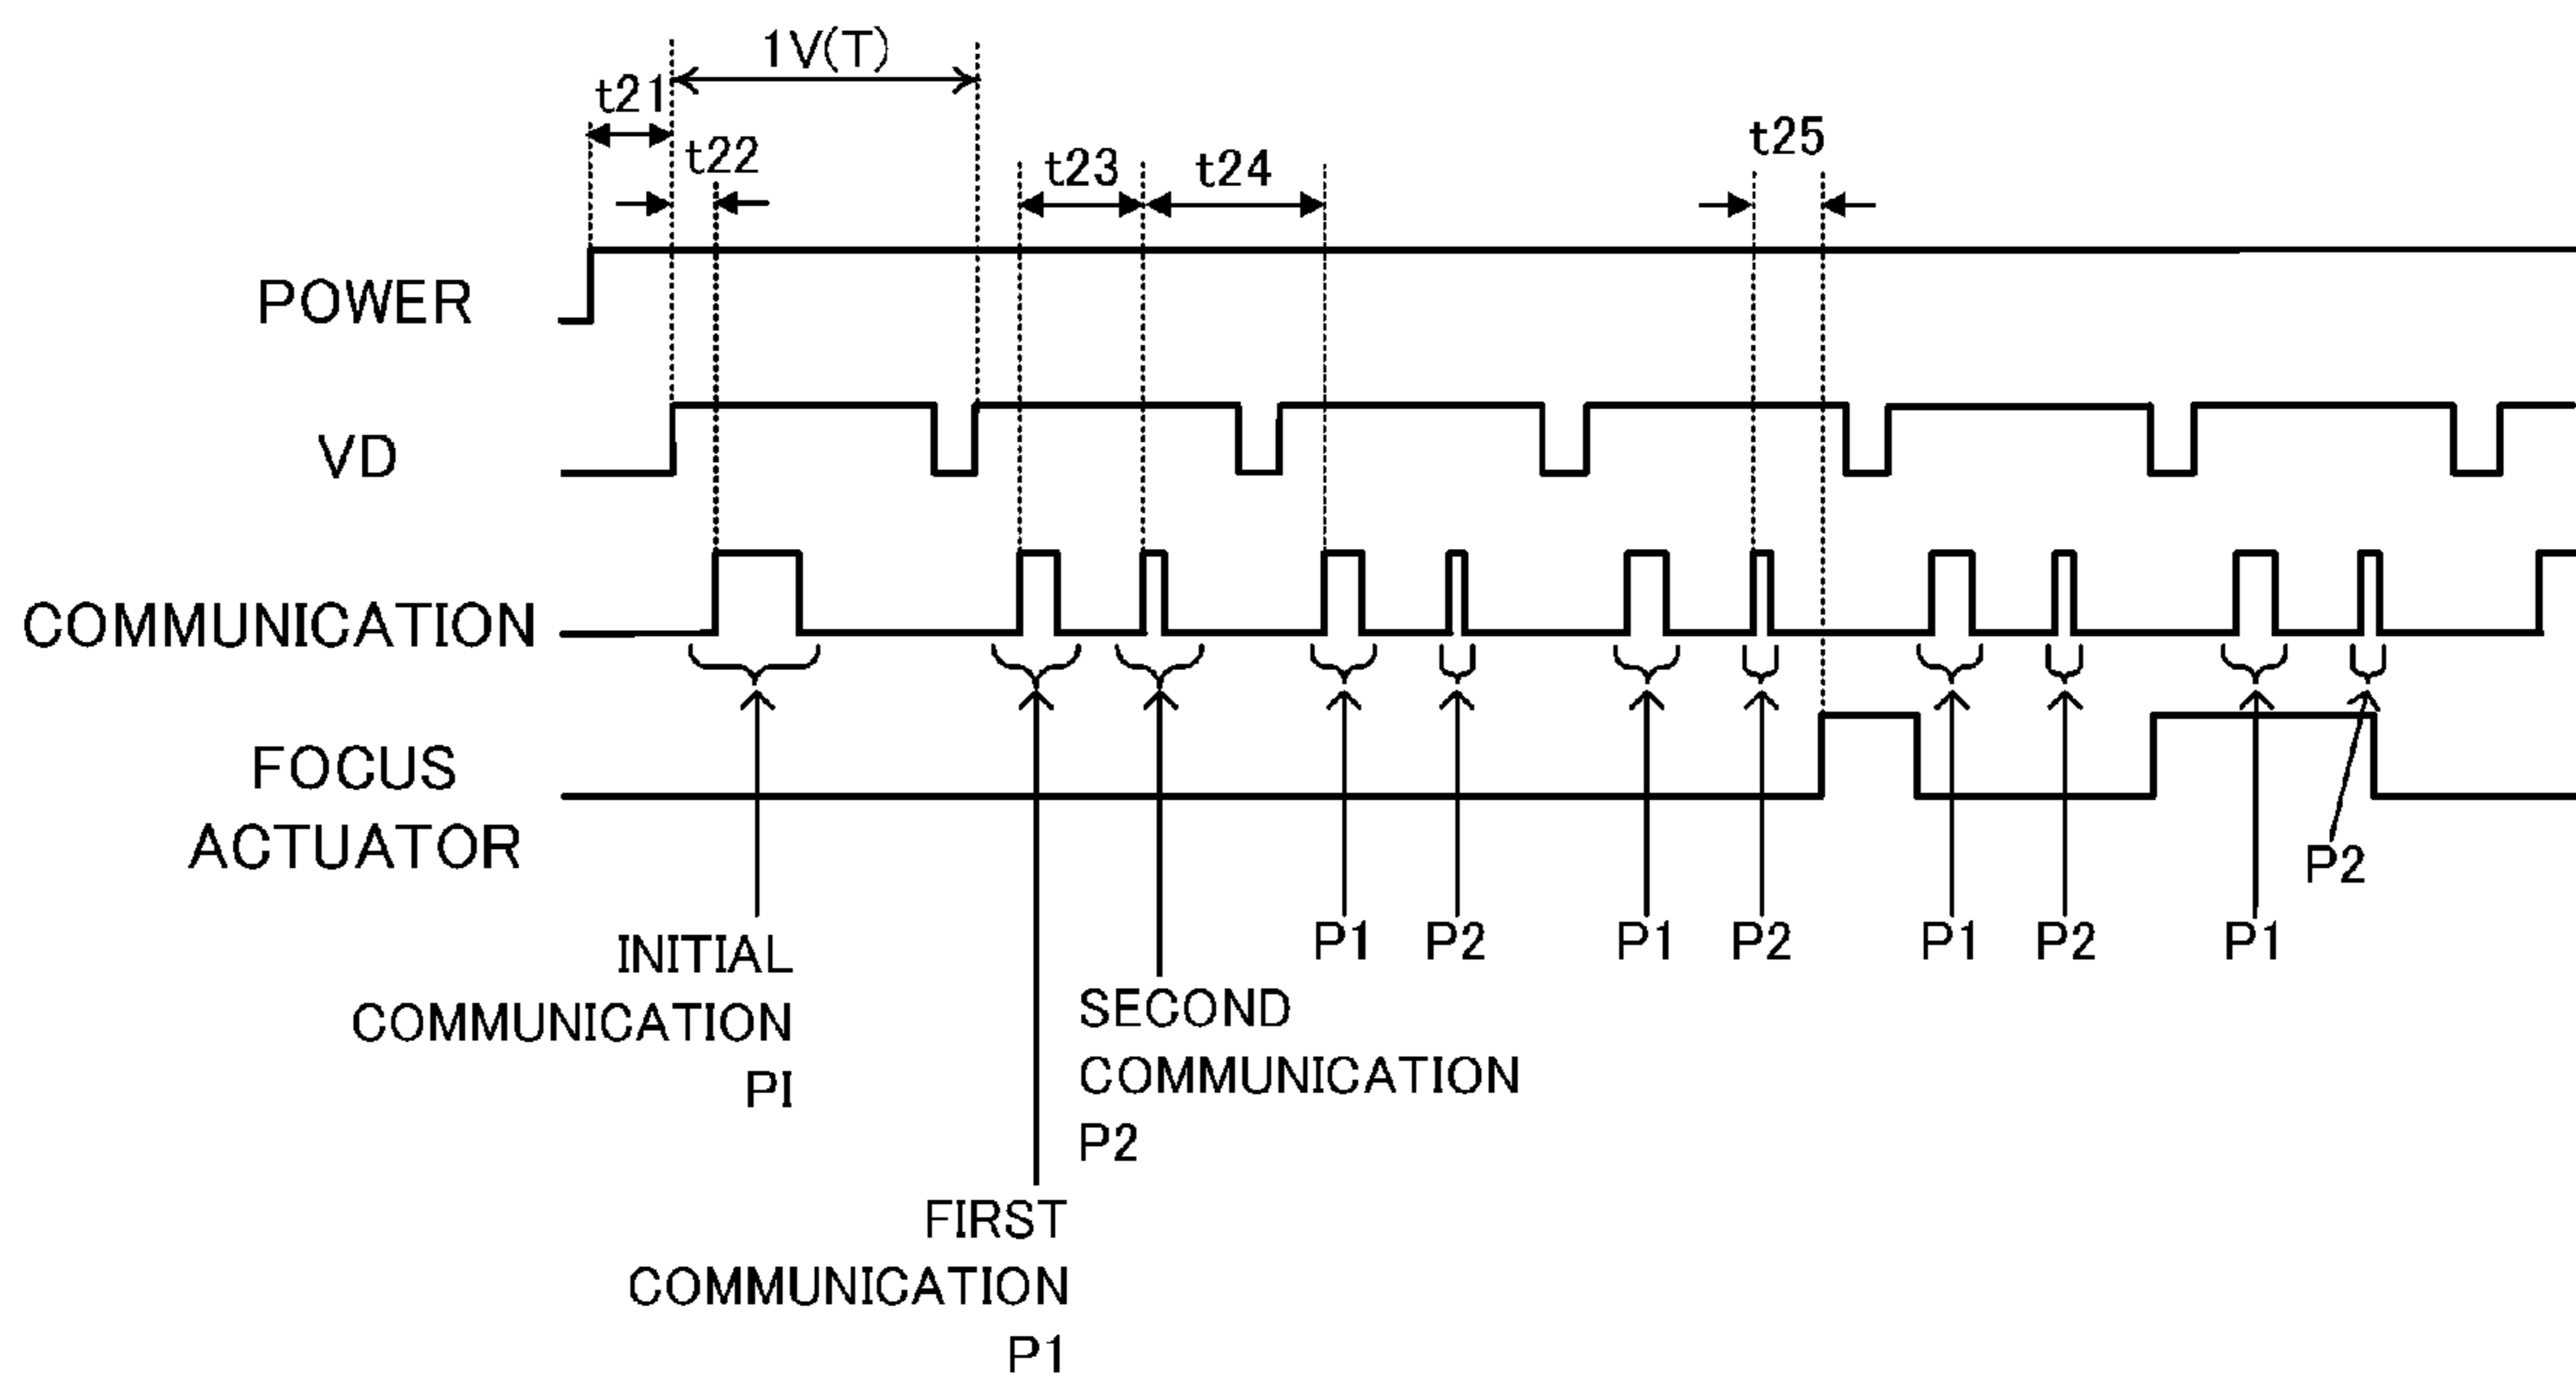 1V(T)
t21
t22
t23
t24
t25
POWER
VD
COMMUNICATION
FOCUS
ACTUATOR
P2
P1
P2
P1
P2
P1
P2
P1
INITIAL
COMMUNICATION
PI
SECOND
COMMUNICATION
P2
FIRST
COMMUNICATION
P1